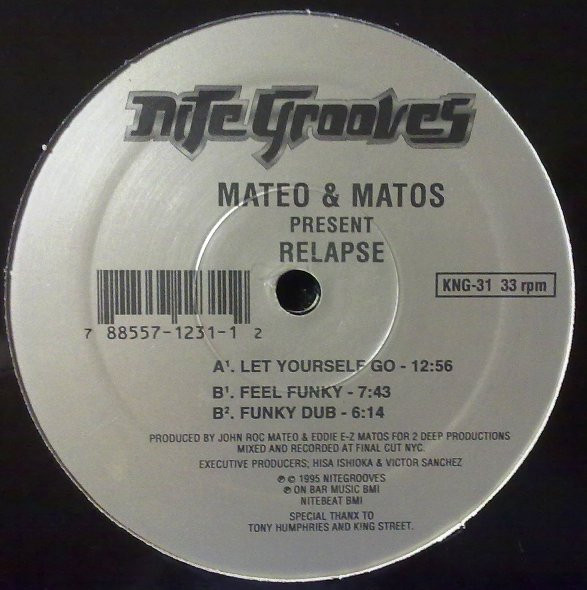 Nite Grooves
MATEO & MATOS
PRESENT
RELAPSE
KNG-31 33 rpm
7 88557-1231-1 2
A1. LET YOURSELF GO - 12:56
B1. FEEL FUNKY - 7:43
B2. FUNKY DUB - 6:14
PRODUCED BY JOHN ROC MATEO & EDDIE E-Z MATOS FOR 2 DEEP PRODUCTIONS
MIXED AND RECORDED AT FINAL CUT NYC.
EXECUTIVE PRODUCERS; HISA ISHIOKA & VICTOR SANCHEZ
℗ © 1995 NITEGROOVES
℗ ON BAR MUSIC BMI
NITEBEAT BMI
SPECIAL THANX TO
TONY HUMPHRIES AND KING STREET.